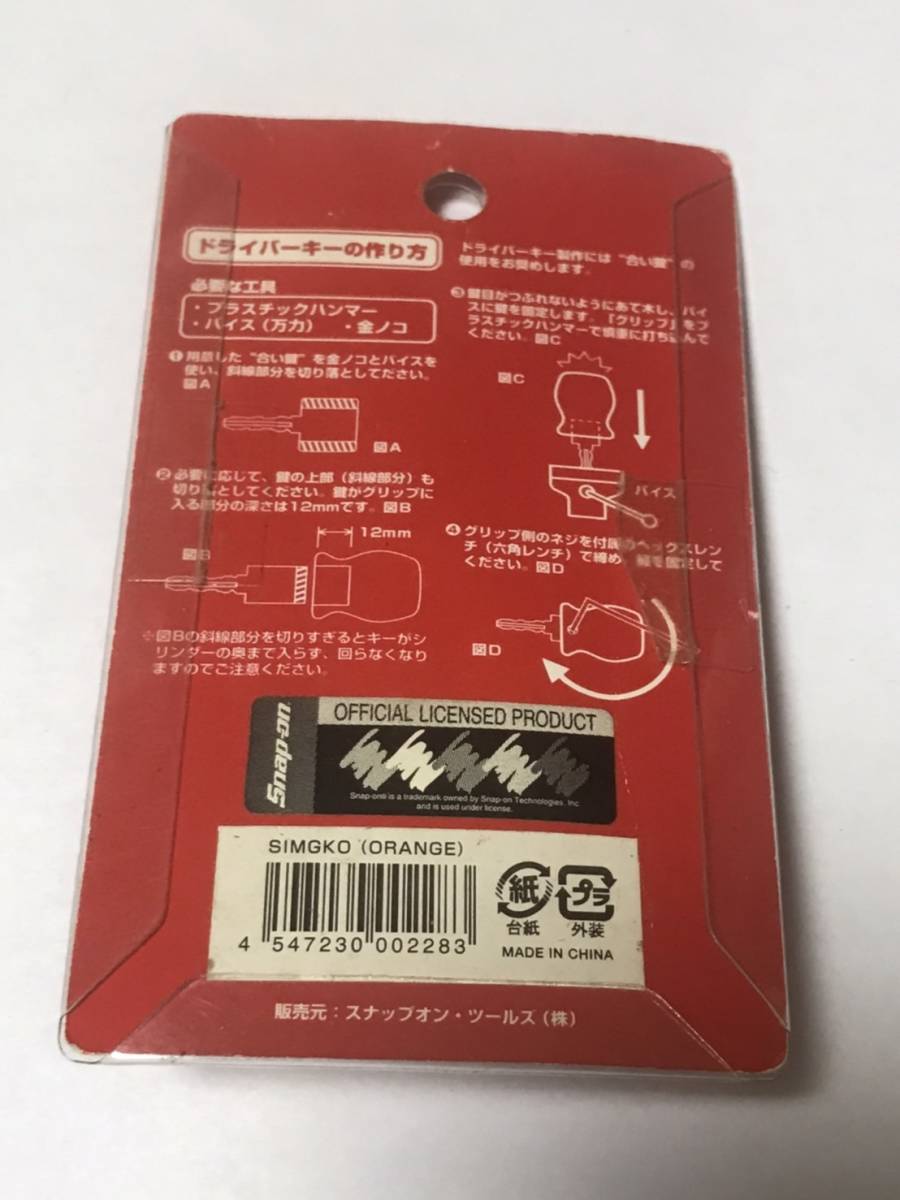 ドライバーキーの作り方
必要な工具
・プラスチックハンマー
・バイス(万力) ・金ノコ
❶用意した“合い鍵”を金ノコとバイスを
使い、斜線部分を切り落としてださい。
図A
図A
❷必要に応じて、鍵の上部(斜線部分)も
切り落としてください。鍵がグリップに
入る部分の深さは12mmです。図B
12mm
図B
※図Bの斜線部分を切りすぎるとキーがシ
リンダーの奥まで入らず、回らなくなり
ますのでご注意ください。
ドライバーキー製作には“合い鍵”の
使用をお奨めします。
❸鍵目がつぶれないようにあて木し、バイ
スに鍵を固定します。「グリップ」をプ
ラスチックハンマーで慎重に打ち込んで
ください。図C
図C
バイス
❹グリップ側のネジを付属のヘックスレン
チ(六角レンチ)で締め、鍵を固定して
ください。図D
図D
Snap-on
OFFICIAL LICENSED PRODUCT
Snap-on® is a trademark owned by Snap-on Technologies, Inc
and is used under license.
SIMGKO (ORANGE)
4 547230 002283
紙
台紙
プラ
外装
MADE IN CHINA
販売元:スナップオン・ツールズ(株)